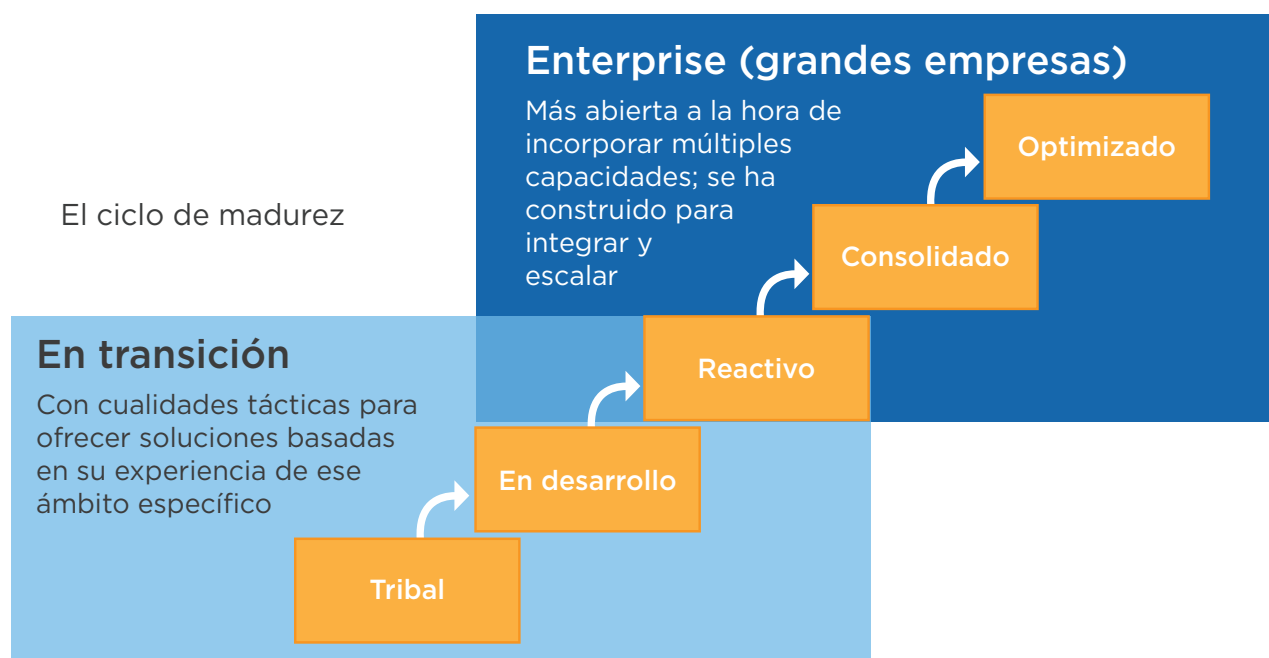 Enterprise (grandes empresas)
Más abierta a la hora de
incorporar múltiples
capacidades; se ha
construido para
integrar y
escalar
Optimizado
El ciclo de madurez
Consolidado
En transición
Con cualidades tácticas para
ofrecer soluciones basadas
en su experiencia de ese
ámbito específico
Reactivo
En desarrollo
Tribal